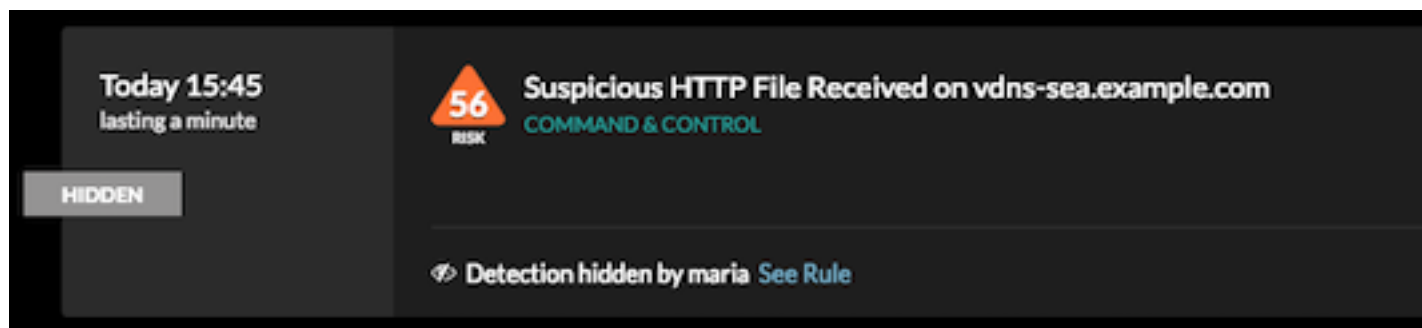 Today 15:45
lasting a minute
HIDDEN
56
RISK
Suspicious HTTP File Received on vdns-sea.example.com
COMMAND & CONTROL
Detection hidden by maria See Rule